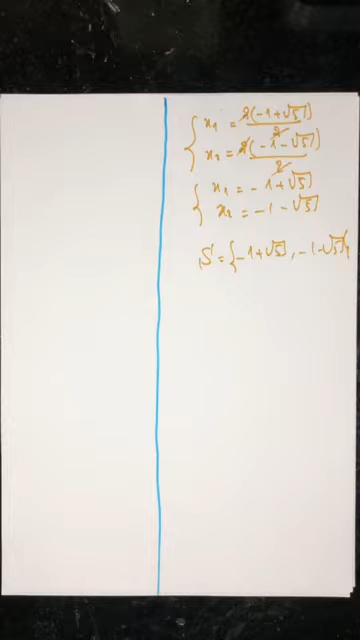 x₁ = 2(-1+√5)/2
x₂ = 2(-1-√5)/2
x₁ = -1+√5
x₂ = -1-√5
S = {-1+√5, -1-√5}